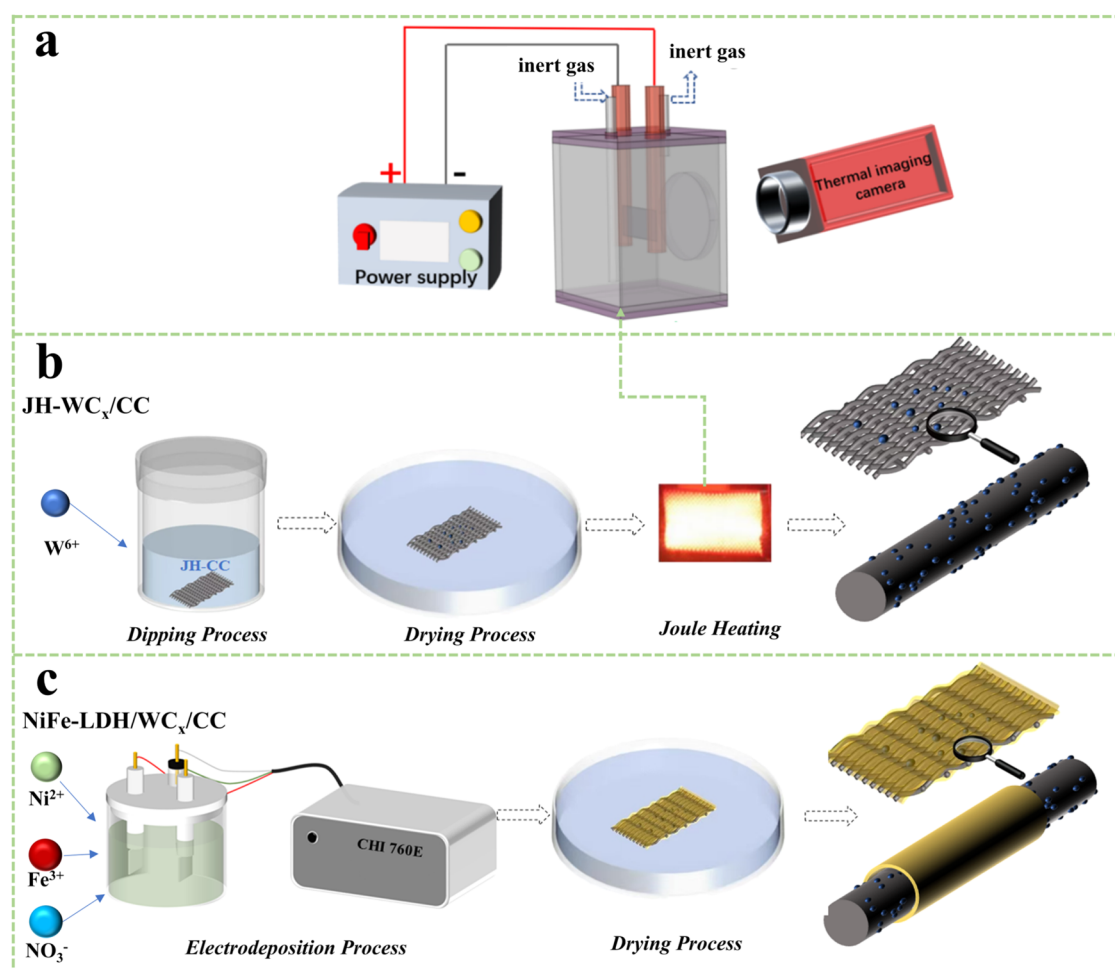 a
inert gas
inert gas
+
-
Thermal imaging
camera
Power supply
b
JH-WCₓ/CC
W⁶⁺
JH-CC
Dipping Process
Drying Process
Joule Heating
c
NiFe-LDH/WCₓ/CC
Ni²⁺
Fe³⁺
NO₃⁻
CHI 760E
Electrodeposition Process
Drying Process